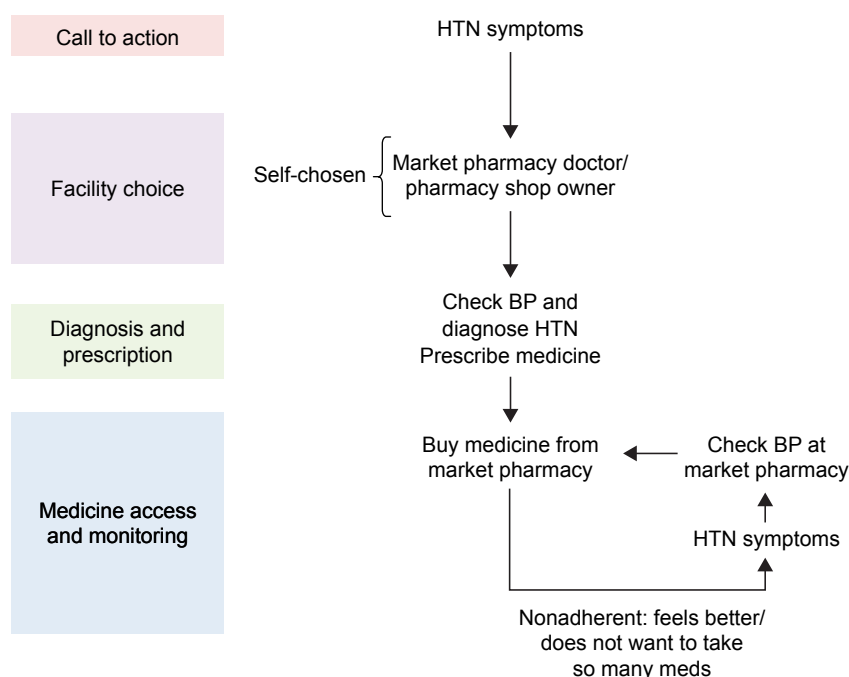 Call to action
HTN symptoms
Facility choice
Self-chosen
Market pharmacy doctor/
pharmacy shop owner
Diagnosis and
prescription
Check BP and
diagnose HTN
Prescribe medicine
Medicine access
and monitoring
Buy medicine from
market pharmacy
Check BP at
market pharmacy
HTN symptoms
Nonadherent: feels better/
does not want to take
so many meds